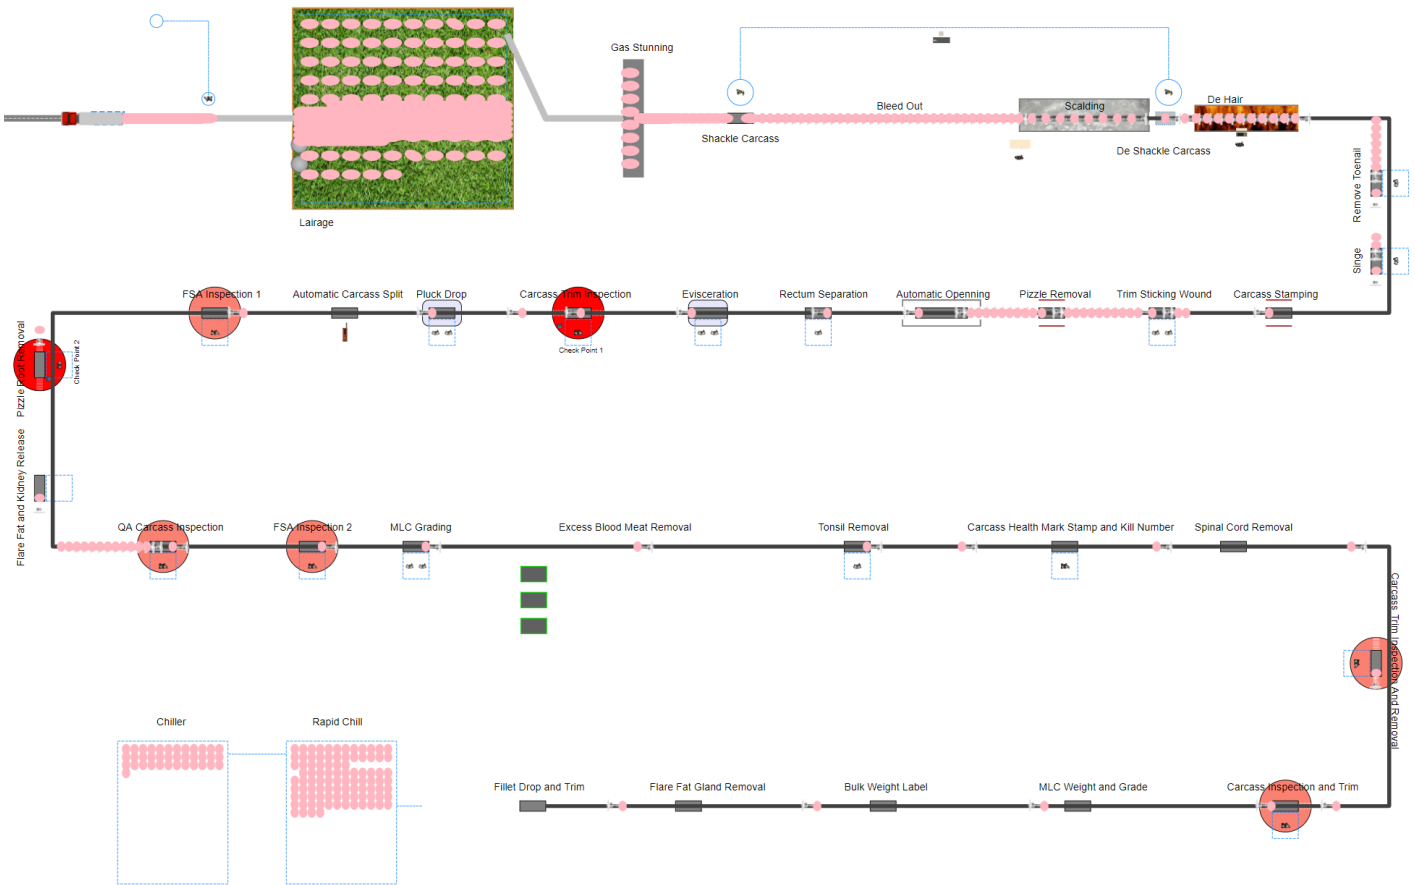 Gas Stunning
Bleed Out
Scalding
De Hair
Shackle Carcass
De Shackle Carcass
Lairage
Remove Toenail
Singe
FSA Inspection 1
Automatic Carcass Split
Pluck Drop
Carcass Trim Inspection
Evisceration
Rectum Separation
Automatic Openning
Pizzle Removal
Trim Sticking Wound
Carcass Stamping
Check Point 1
Pizzle Root Removal
Check Point 2
Flare Fat and Kidney Release
QA Carcass Inspection
FSA Inspection 2
MLC Grading
Excess Blood Meat Removal
Tonsil Removal
Carcass Health Mark Stamp and Kill Number
Spinal Cord Removal
Carcass Trim Inspection And Removal
Chiller
Rapid Chill
Fillet Drop and Trim
Flare Fat Gland Removal
Bulk Weight Label
MLC Weight and Grade
Carcass Inspection and Trim